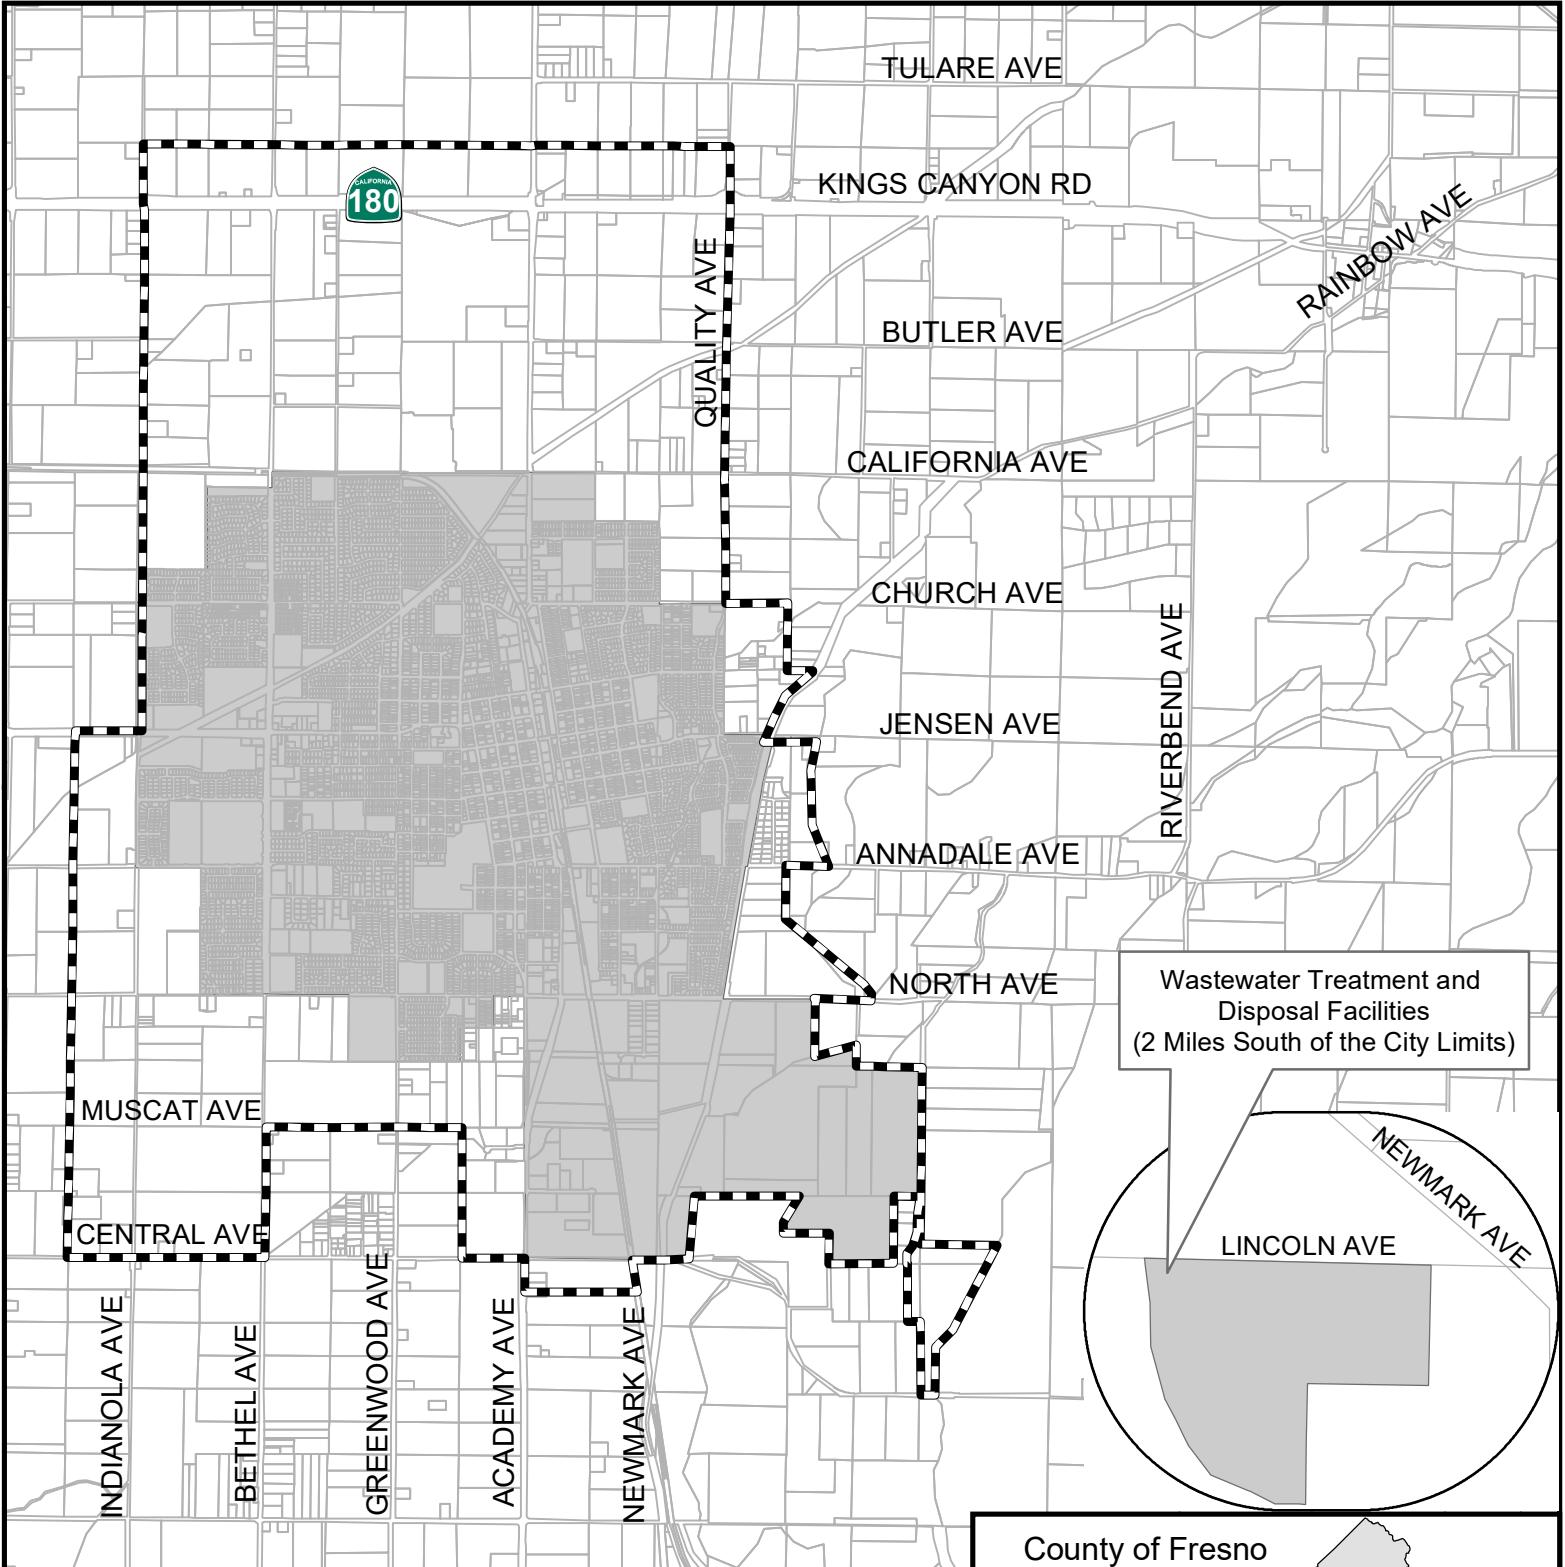 TULARE AVE
CALIFORNIA
180
KINGS CANYON RD
RAINBOW AVE
QUALITY AVE
BUTLER AVE
CALIFORNIA AVE
CHURCH AVE
RIVERBEND AVE
JENSEN AVE
ANNADALE AVE
NORTH AVE
Wastewater Treatment and
Disposal Facilities
(2 Miles South of the City Limits)
MUSCAT AVE
NEWMARK AVE
CENTRAL AVE
LINCOLN AVE
INDIANOLA AVE
BETHEL AVE
GREENWOOD AVE
ACADEMY AVE
NEWMARK AVE
County of Fresno